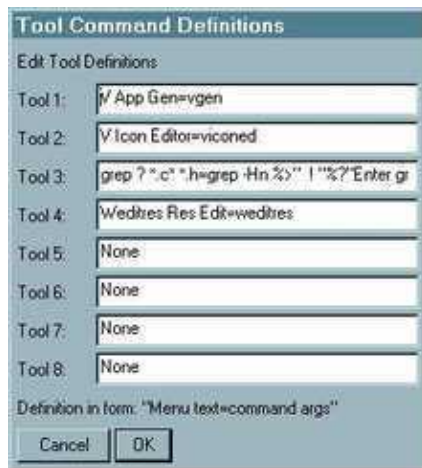 Tool Command Definitions
Edit Tool Definitions
Tool 1: V App Gen=vgen
Tool 2: V Icon Editor=viconed
Tool 3: grep ? *.c* *.h=grep -Hn %>" ! "%?"Enter gr
Tool 4: Weditres Res Edit=weditres
Tool 5: None
Tool 6: None
Tool 7: None
Tool 8: None
Definition in form: "Menu text=command args"
Cancel OK